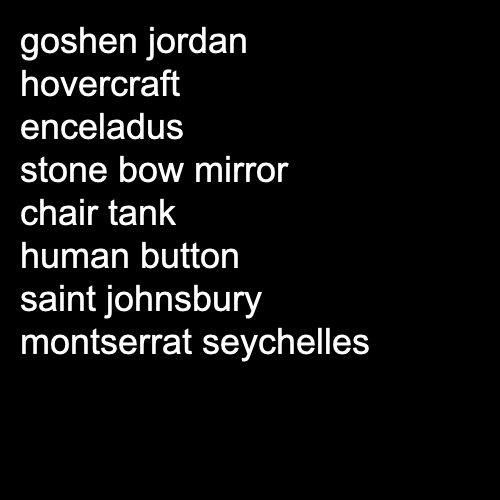 goshen jordan
hovercraft
enceladus
stone bow mirror
chair tank
human button
saint johnsbury
montserrat seychelles